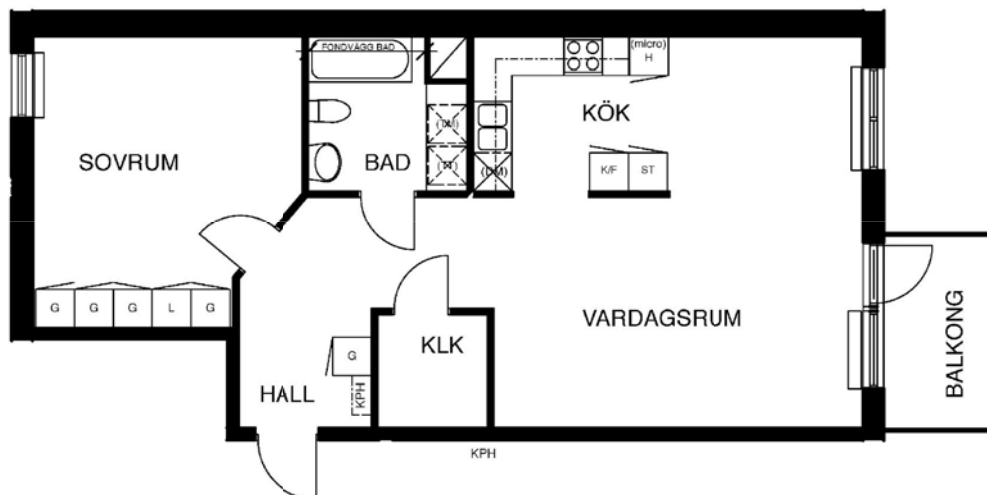 FONDVÄGG BAD
(micro)
H
KÖK
(TM)
SOVRUM
BAD
(TT)
(DM)
K/F
ST
G
G
G
L
G
VARDAGSRUM
BALKONG
KLK
G
KPH
HALL
KPH